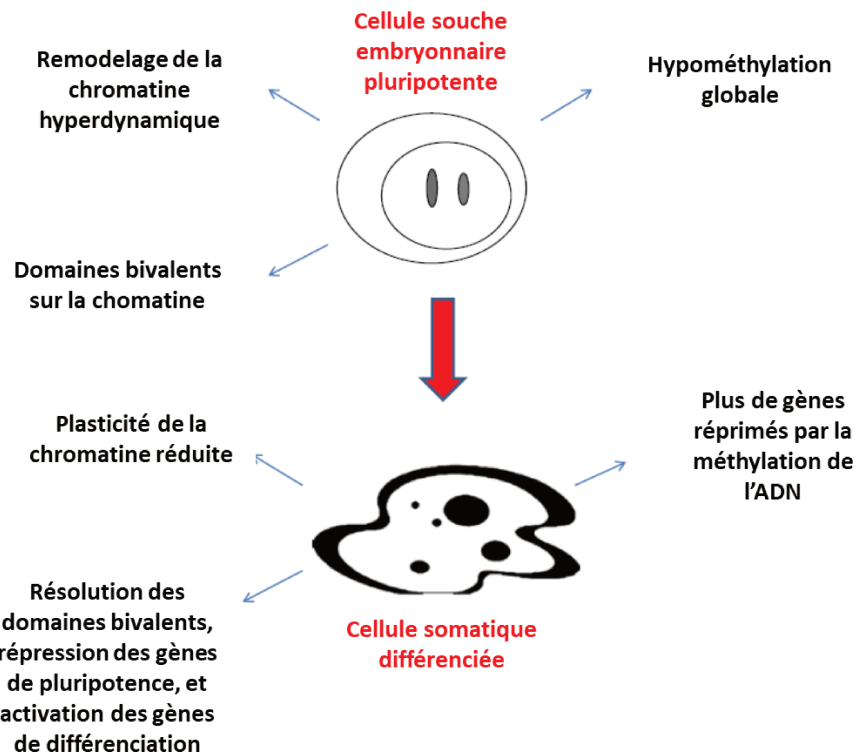 Cellule souche
embryonnaire
pluripotente
Remodelage de la
chromatine
hyperdynamique
Hypométhylation
globale
Domaines bivalents
sur la chomatine
Plasticité de la
chromatine réduite
Plus de gènes
réprimés par la
méthylation de
l’ADN
Résolution des
domaines bivalents,
répression des gènes
de pluripotence, et
activation des gènes
de différenciation
Cellule somatique
différenciée